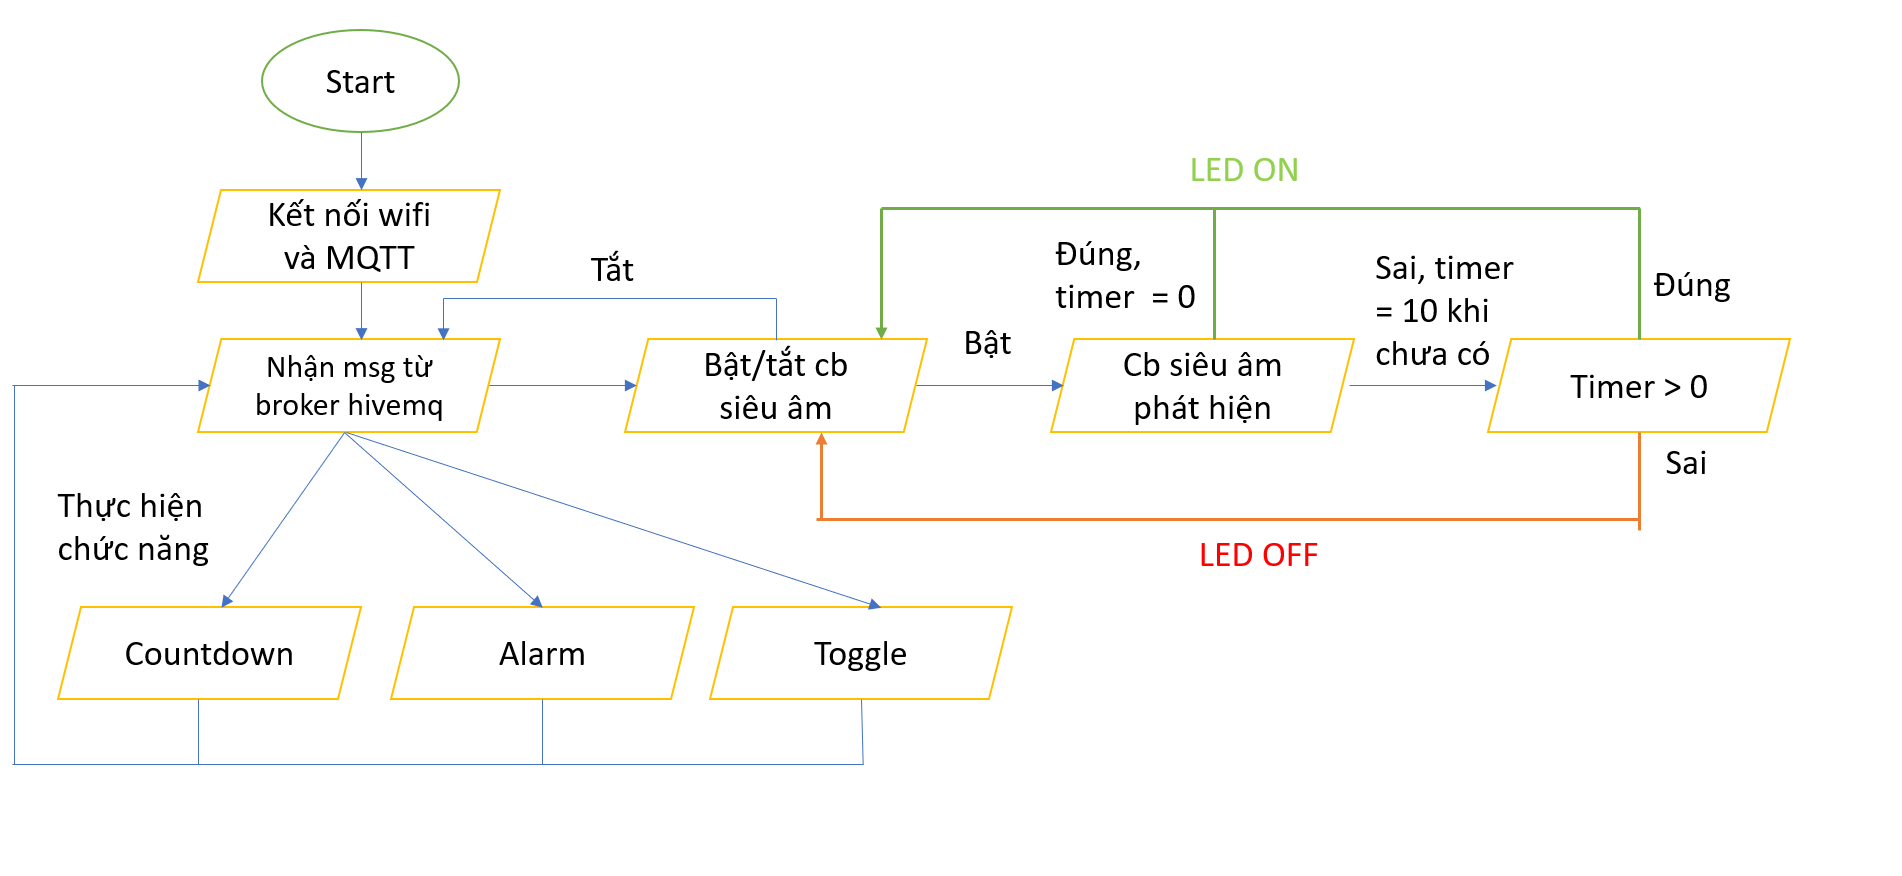 Start
Kết nối wifi
và MQTT
LED ON
Tắt
Đúng,
timer  = 0
Sai, timer
= 10 khi
chưa có
Đúng
Nhận msg từ
broker hivemq
Bật/tắt cb
siêu âm
Bật
Cb siêu âm
phát hiện
Timer > 0
Sai
LED OFF
Thực hiện
chức năng
Countdown
Alarm
Toggle